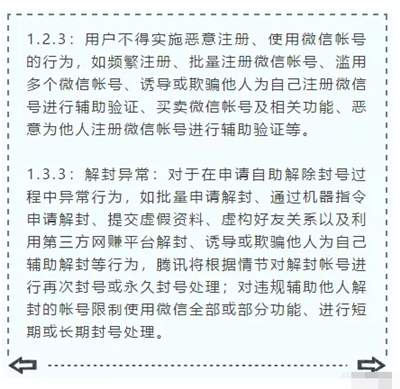 1.2.3：用户不得实施恶意注册、使用微信帐号
的行为，如频繁注册、批量注册微信帐号、滥用
多个微信帐号、诱导或欺骗他人为自己注册微信
号进行辅助验证、买卖微信帐号及相关功能、恶
意为他人注册微信帐号进行辅助验证等。
1.3.3：解封异常：对于在申请自助解除封号过
程中异常行为，如批量申请解封、通过机器指令
申请解封、提交虚假资料、虚构好友关系以及利
用第三方网赚平台解封、诱导或欺骗他人为自己
辅助解封等行为，腾讯将根据情节对解封帐号进
行再次封号或永久封号处理；对违规辅助他人解
封的帐号限制使用微信全部或部分功能、进行短
期或长期封号处理。